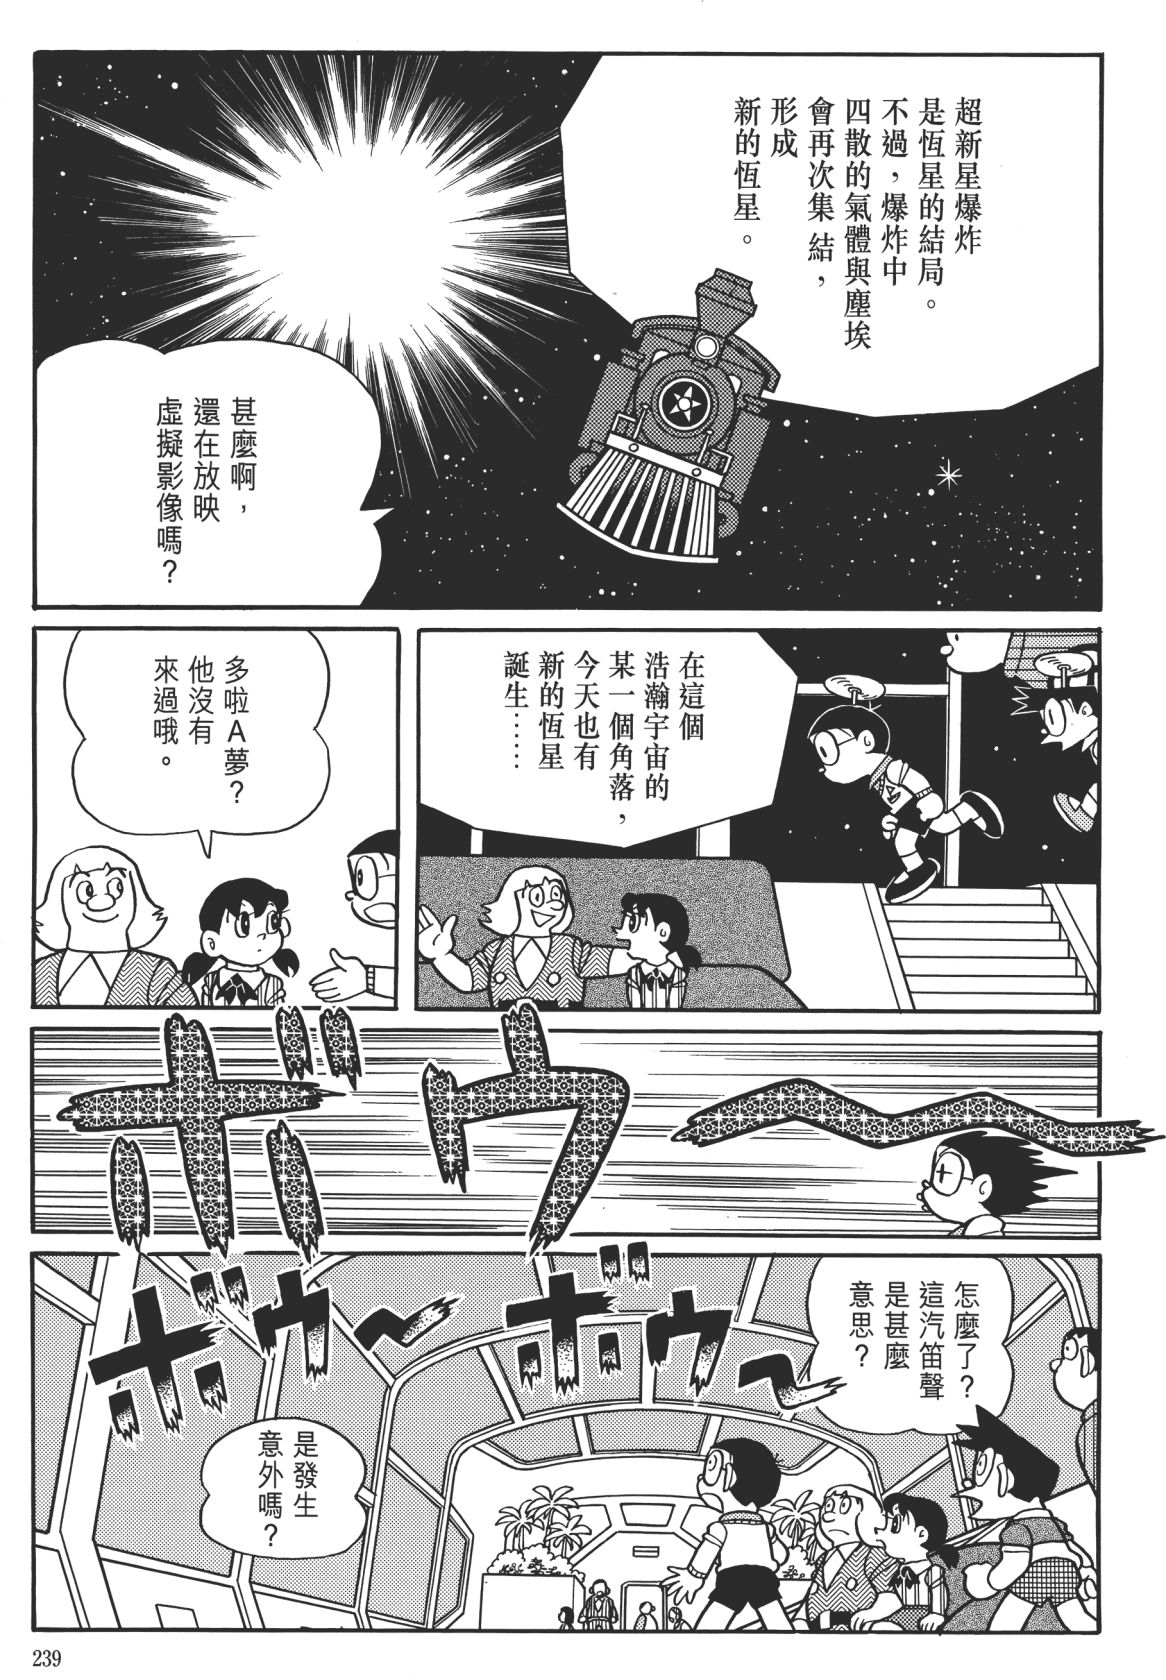 超新星爆炸
是恆星的結局。
不過，爆炸中
四散的氣體與塵埃
會再次集結，
形成
新的恆星。
甚麼啊，
還在放映
虛擬影像嗎？
在這個
浩瀚宇宙的
某一個角落，
今天也有
新的恆星
誕生……
多啦A夢？
他沒有
來過哦。
ボウ〜
怎麼了？
這汽笛聲
是甚麼
意思？
ボウ〜
ボウ〜
是發生
意外嗎？
239